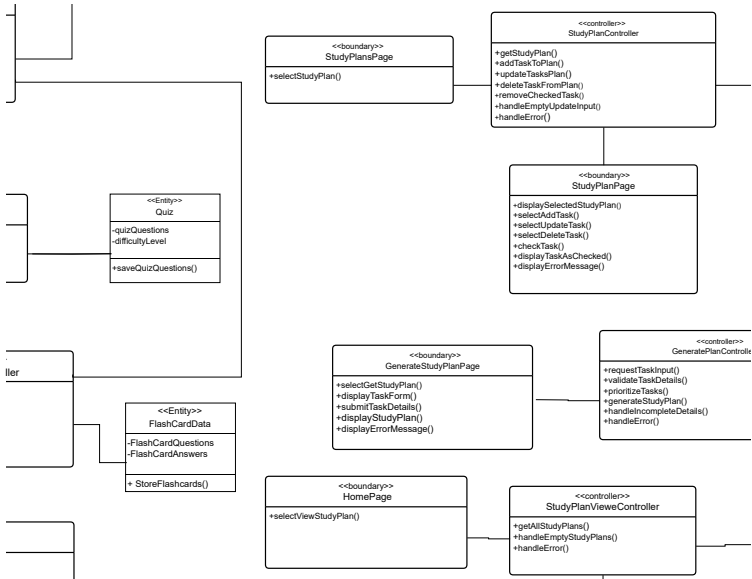 <<boundary>>
StudyPlansPage
+selectStudyPlan()
<<controller>>
StudyPlanController
+getStudyPlan()
+addTaskToPlan()
+updateTasksPlan()
+deleteTaskFromPlan()
+removeCheckedTask()
+handleEmptyUpdateInput()
+handleError()
<<boundary>>
StudyPlanPage
+displaySelectedStudyPlan()
+selectAddTask()
+selectUpdateTask()
+selectDeleteTask()
+checkTask()
+displayTaskAsChecked()
+displayErrorMessage()
<<Entity>>
Quiz
-quizQuestions
-difficultyLevel
+saveQuizQuestions()
ller
<<Entity>>
FlashCardData
-FlashCardQuestions
-FlashCardAnswers
+ StoreFlashcards()
<<boundary>>
GenerateStudyPlanPage
+selectGetStudyPlan()
+displayTaskForm()
+submitTaskDetails()
+displayStudyPlan()
+displayErrorMessage()
<<controller>>
GeneratePlanControlle
+requestTaskInput()
+validateTaskDetails()
+prioritizeTasks()
+generateStudyPlan()
+handleIncompleteDetails()
+handleError()
<<boundary>>
HomePage
+selectViewStudyPlan()
<<controller>>
StudyPlanVieweController
+getAllStudyPlans()
+handleEmptyStudyPlans()
+handleError()